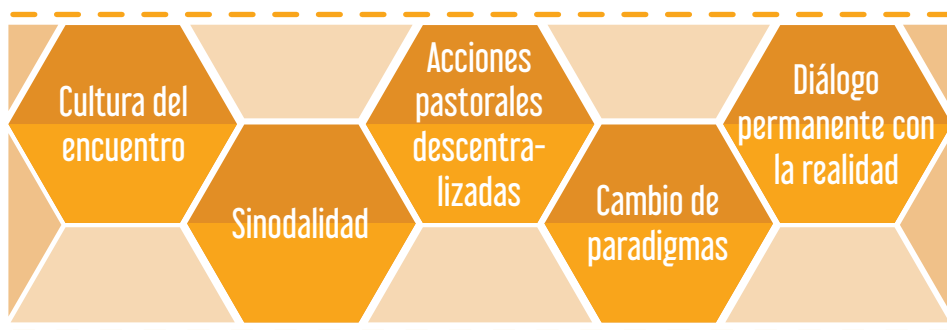 Cultura del
encuentro
Sinodalidad
Acciones
pastorales
descentra-
lizadas
Cambio de
paradigmas
Diálogo
permanente con
la realidad